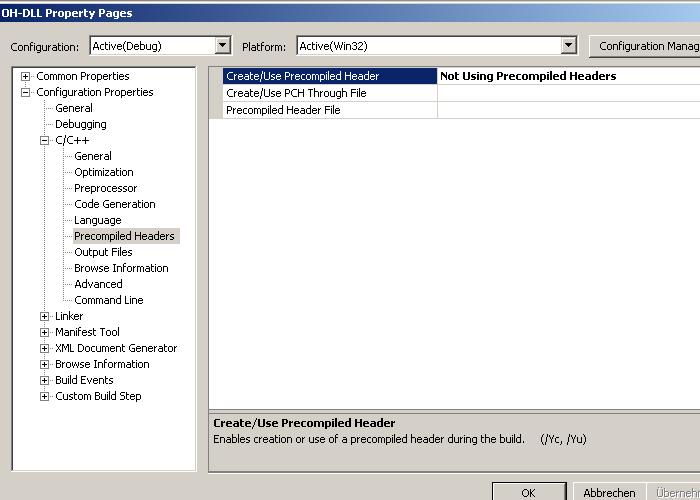 OH-DLL Property Pages
Configuration: Active(Debug) Platform: Active(Win32) Configuration Manag
Common Properties
Configuration Properties
General
Debugging
C/C++
General
Optimization
Preprocessor
Code Generation
Language
Precompiled Headers
Output Files
Browse Information
Advanced
Command Line
Linker
Manifest Tool
XML Document Generator
Browse Information
Build Events
Custom Build Step
Create/Use Precompiled Header Not Using Precompiled Headers
Create/Use PCH Through File
Precompiled Header File
Create/Use Precompiled Header
Enables creation or use of a precompiled header during the build. (/Yc, /Yu)
OK Abbrechen Übernehm